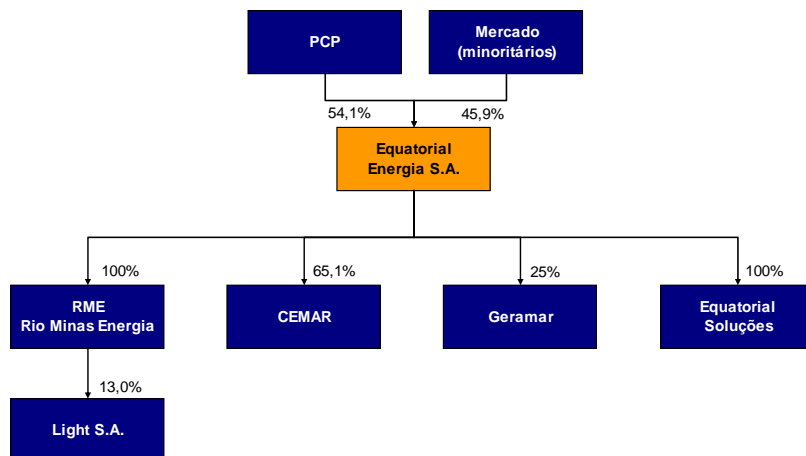 PCP
Mercado
(minoritários)
54,1%
45,9%
Equatorial
Energia S.A.
100%
65,1%
25%
100%
RME
Rio Minas Energia
CEMAR
Geramar
Equatorial
Soluções
13,0%
Light S.A.